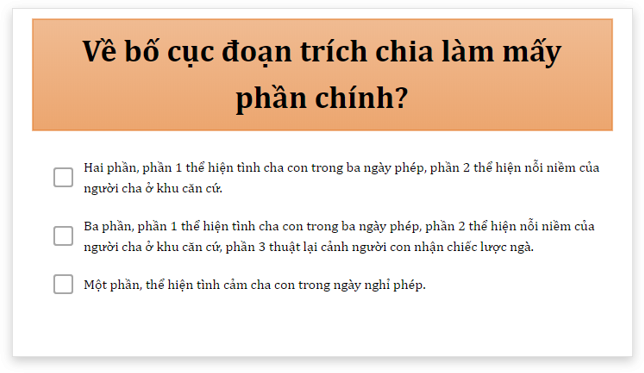 Về bố cục đoạn trích chia làm mấy
phần chính?
Hai phần, phần 1 thể hiện tình cha con trong ba ngày phép, phần 2 thể hiện nỗi niềm của
người cha ở khu căn cứ.
Ba phần, phần 1 thể hiện tình cha con trong ba ngày phép, phần 2 thể hiện nỗi niềm của
người cha ở khu căn cứ, phần 3 thuật lại cảnh người con nhận chiếc lược ngà.
Một phần, thể hiện tình cảm cha con trong ngày nghỉ phép.